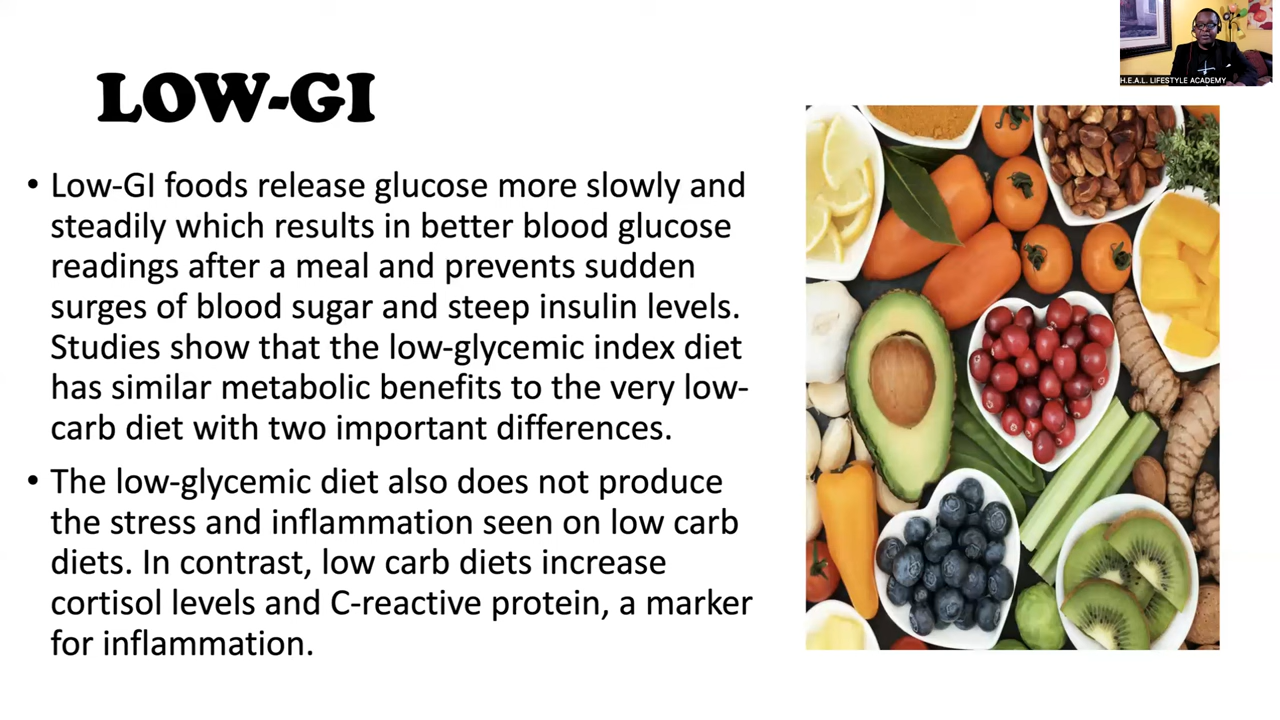 H.E.A.L. LIFESTYLE ACADEMY
LOW-GI
• Low-GI foods release glucose more slowly and
steadily which results in better blood glucose
readings after a meal and prevents sudden
surges of blood sugar and steep insulin levels.
Studies show that the low-glycemic index diet
has similar metabolic benefits to the very low-
carb diet with two important differences.
• The low-glycemic diet also does not produce
the stress and inflammation seen on low carb
diets. In contrast, low carb diets increase
cortisol levels and C-reactive protein, a marker
for inflammation.